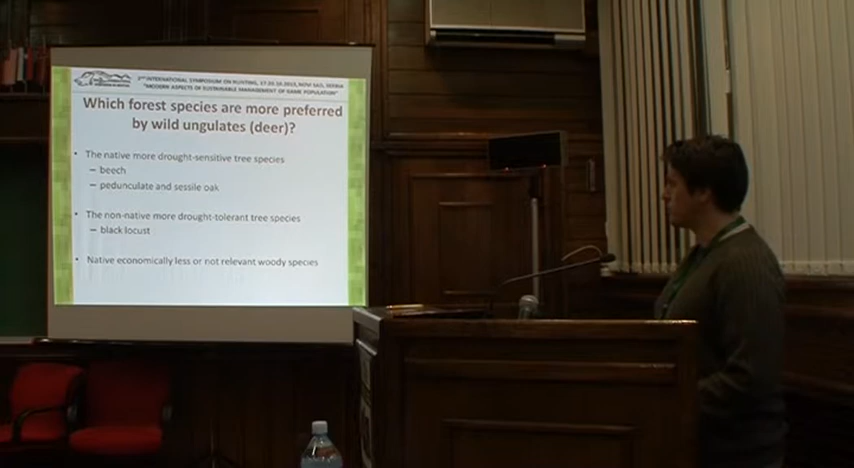 2ND INTERNATIONAL SYMPOSIUM ON HUNTING, 17-20.10.2013, NOVI SAD, SERBIA
"MODERN ASPECTS OF SUSTAINABLE MANAGEMENT OF GAME POPULATION"
Which forest species are more preferred
by wild ungulates (deer)?
• The native more drought-sensitive tree species
– beech
– pedunculate and sessile oak
• The non-native more drought-tolerant tree species
– black locust
• Native economically less or not relevant woody species